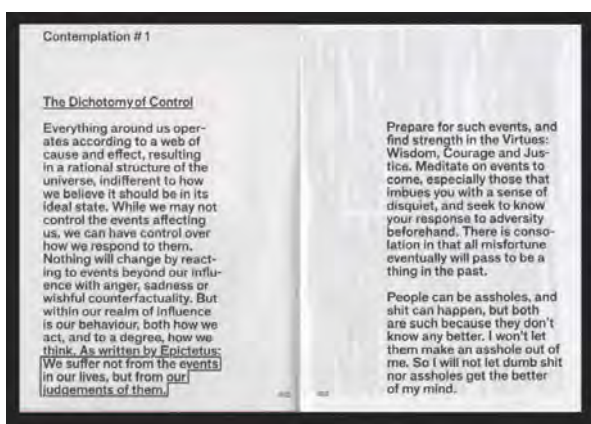 Contemplation # 1
The Dichotomy of Control
Everything around us oper-
ates according to a web of
cause and effect, resulting
in a rational structure of the
universe, indifferent to how
we believe it should be in its
ideal state. While we may not
control the events affecting
us, we can have control over
how we respond to them.
Nothing will change by react-
ing to events beyond our influ-
ence with anger, sadness or
wishful counterfactuality. But
within our realm of influence
is our behaviour, both how we
act, and to a degree, how we
think. As written by Epictetus:
We suffer not from the events
in our lives, but from our
judgements of them.
Prepare for such events, and
find strength in the Virtues:
Wisdom, Courage and Jus-
tice. Meditate on events to
come, especially those that
imbues you with a sense of
disquiet, and seek to know
your response to adversity
beforehand. There is conso-
lation in that all misfortune
eventually will pass to be a
thing in the past.
People can be assholes, and
shit can happen, but both
are such because they don't
know any better. I won't let
them make an asshole out of
me. So I will not let dumb shit
nor assholes get the better
of my mind.